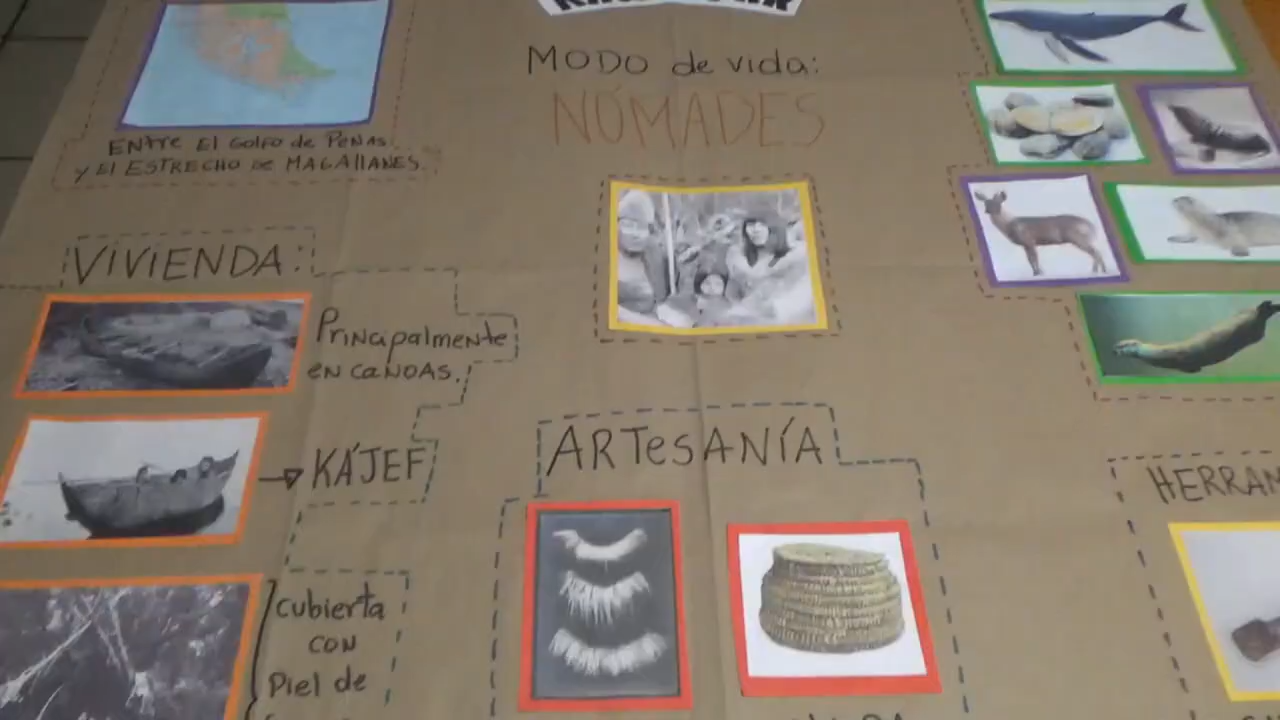 MODO de vida:
NÓMADES
ENTRE El Golfo de PeNAS
y El ESTRECHO De MAGAllANES.
VIVIENDA:
Principalmente
EN caNOAS.
KÁJEF
cubierta
CON
Piel de
ARTeSANÍA